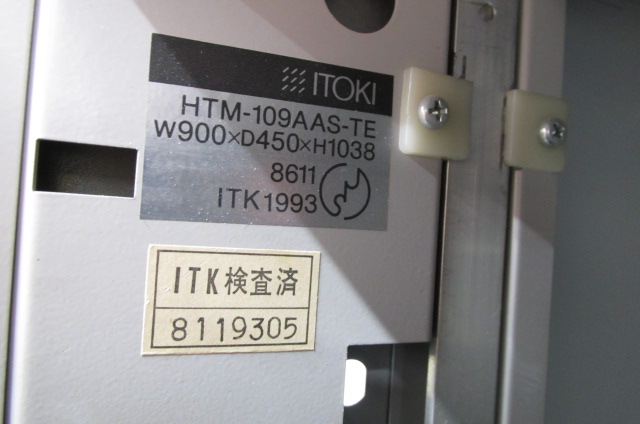 ITOKI
HTM-109AAS-TE
W900×D450×H1038
8611
ITK1993
ITK検査済
8119305